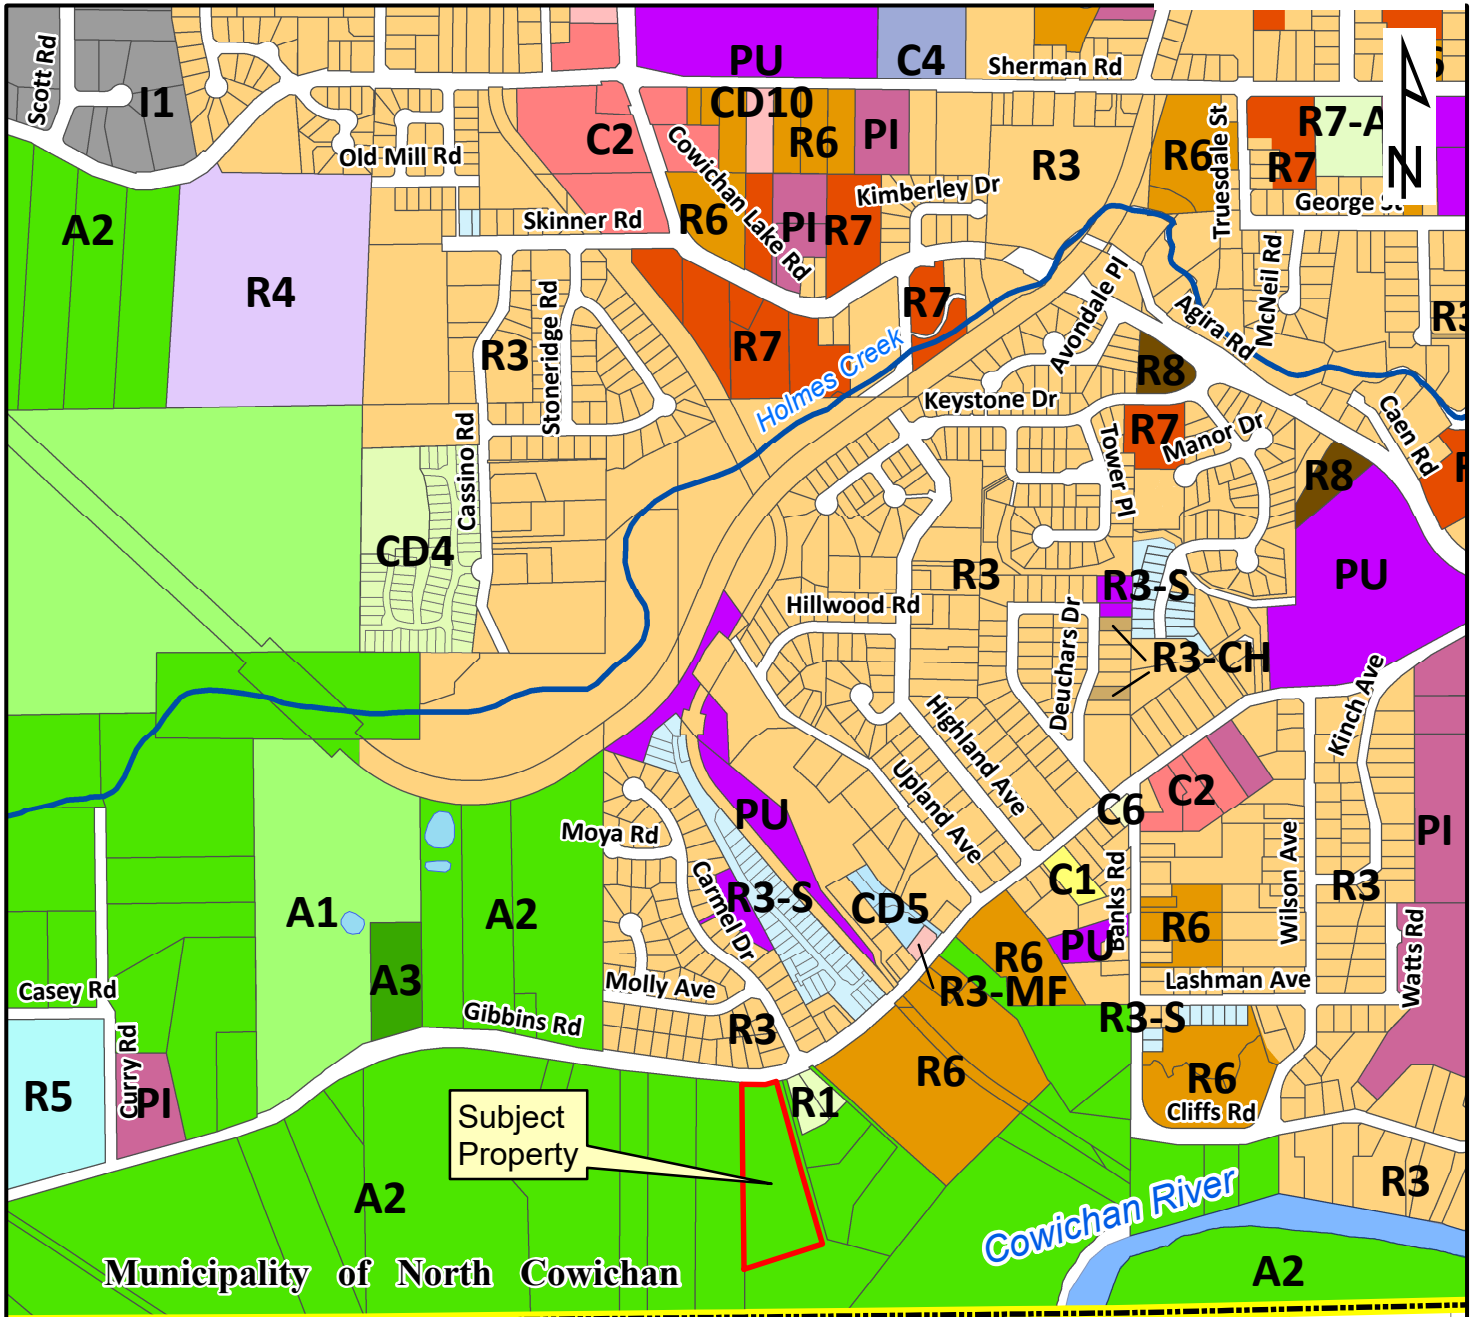 Scott Rd
I1
PU
C4
Sherman Rd
CD10
C2
R6
PI
R3
R6
Truesdale St
R7-A
R7
6
N
Old Mill Rd
Cowichan Lake Rd
Kimberley Dr
George St
A2
Skinner Rd
R6
PI
R7
R4
McNeil Rd
Avondale Pl
Agira Rd
R7
R3
R3
Stoneridge Rd
R7
Holmes Creek
R8
Keystone Dr
Caen Rd
Cassino Rd
Tower Pl
R7
Manor Dr
R8
CD4
R3
R3-S
PU
Hillwood Rd
Deuchars Dr
R3-CH
Kinch Ave
Highland Ave
Upland Ave
C2
C6
PU
Moya Rd
PI
Carmel Dr
R3-S
CD5
C1
Banks Rd
Wilson Ave
R3
A1
A2
R6
PU
R6
Watts Rd
A3
Casey Rd
Molly Ave
R3-MF
Lashman Ave
Gibbins Rd
R3
R3-S
Curry Rd
R5
PI
R1
R6
R6
Cliffs Rd
Subject
Property
A2
R3
Cowichan River
Municipality of North Cowichan
A2